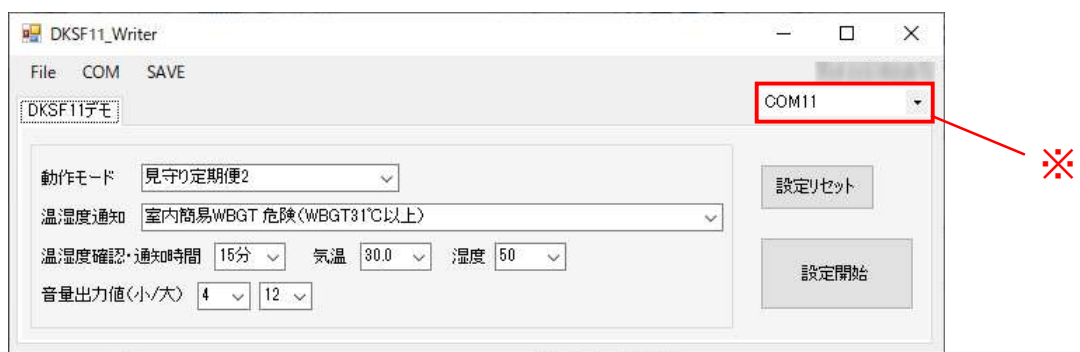 DKSF11_Writer
File COM SAVE
DKSF11デモ
COM11
※
動作モード 見守り定期便2
設定リセット
温湿度通知 室内簡易WBGT 危険(WBGT31℃以上)
温湿度確認・通知時間 15分 気温 30.0 湿度 50
設定開始
音量出力値(小/大) 4 12